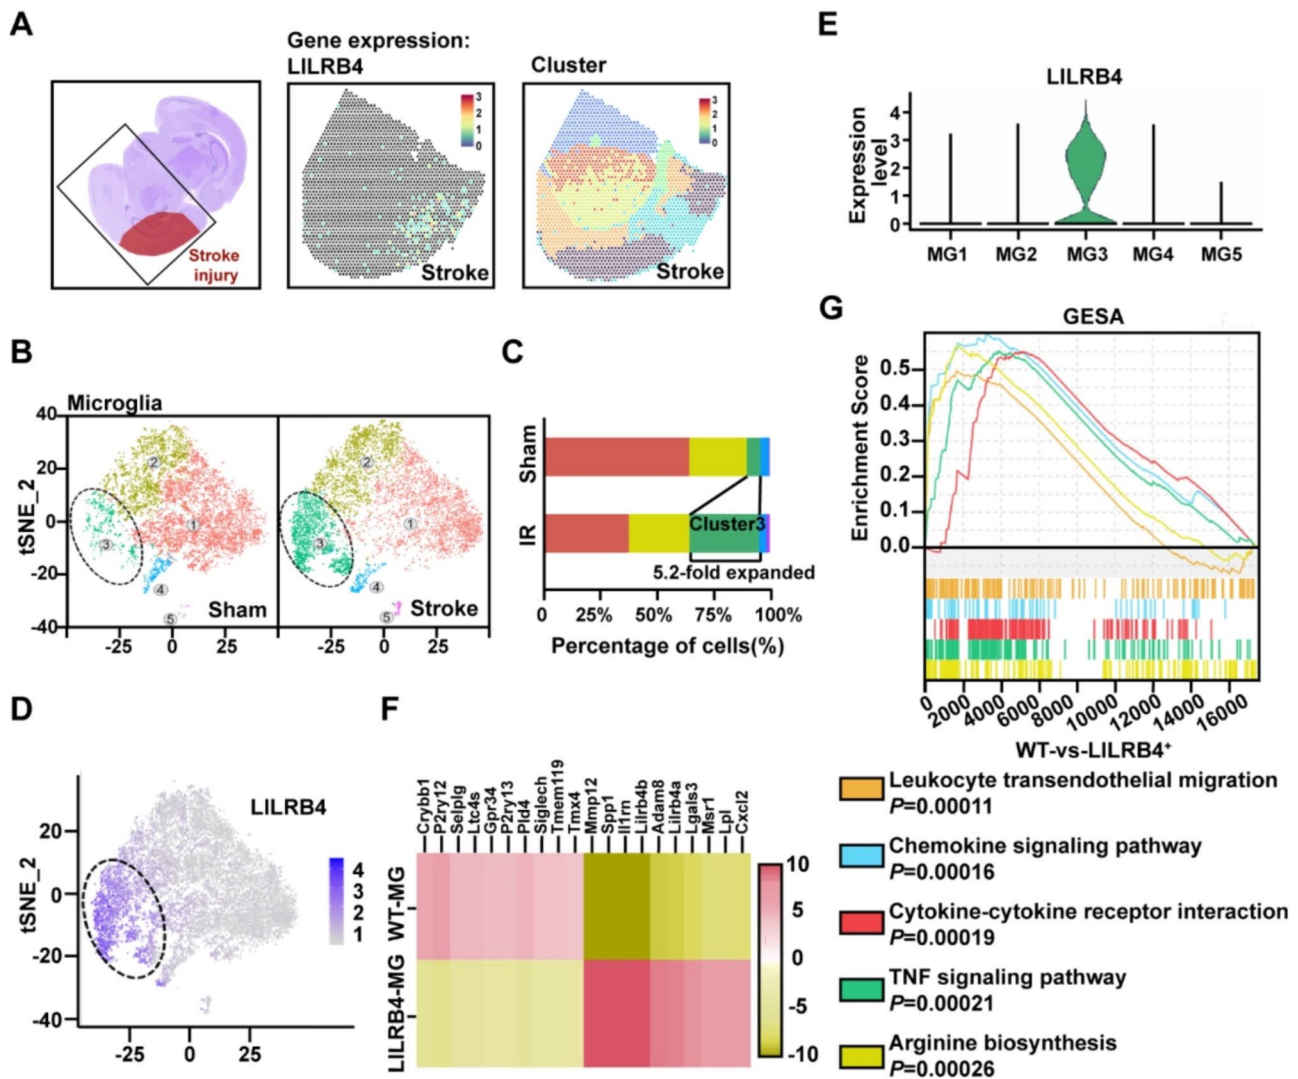 A
Gene expression:
LILRB4
3
2
1
0
Stroke
injury
Stroke
Cluster
3
2
1
0
Stroke
E
LILRB4
Expression
level
4
3
2
1
0
MG1 MG2 MG3 MG4 MG5
B
Microglia
tSNE_2
40
20
0
-20
-40
2
1
3
4
5
Sham
2
1
3
4
5
Stroke
-25 0 25 -25 0 25
C
Sham
IR
Cluster3
5.2-fold expanded
0 25% 50% 75% 100%
Percentage of cells(%)
D
LILRB4
tSNE_2
20
0
-20
-40
4
3
2
1
-25 0 25
F
Crybb1
P2ry12
Selplg
Ltc4s
Gpr34
P2ry13
Pld4
Siglech
Tmem119
Tmx4
Mmp12
Spp1
Il1rn
Lilrb4b
Adam8
Lilrb4a
Lgals3
Msr1
Lpl
Cxcl2
WT-MG
LILRB4-MG
10
5
0
-5
-10
G
GESA
Enrichment Score
0.5
0.4
0.3
0.2
0.1
0.0
0 2000 4000 6000 8000 10000 12000 14000 16000
WT-vs-LILRB4⁺
Leukocyte transendothelial migration
P=0.00011
Chemokine signaling pathway
P=0.00016
Cytokine-cytokine receptor interaction
P=0.00019
TNF signaling pathway
P=0.00021
Arginine biosynthesis
P=0.00026